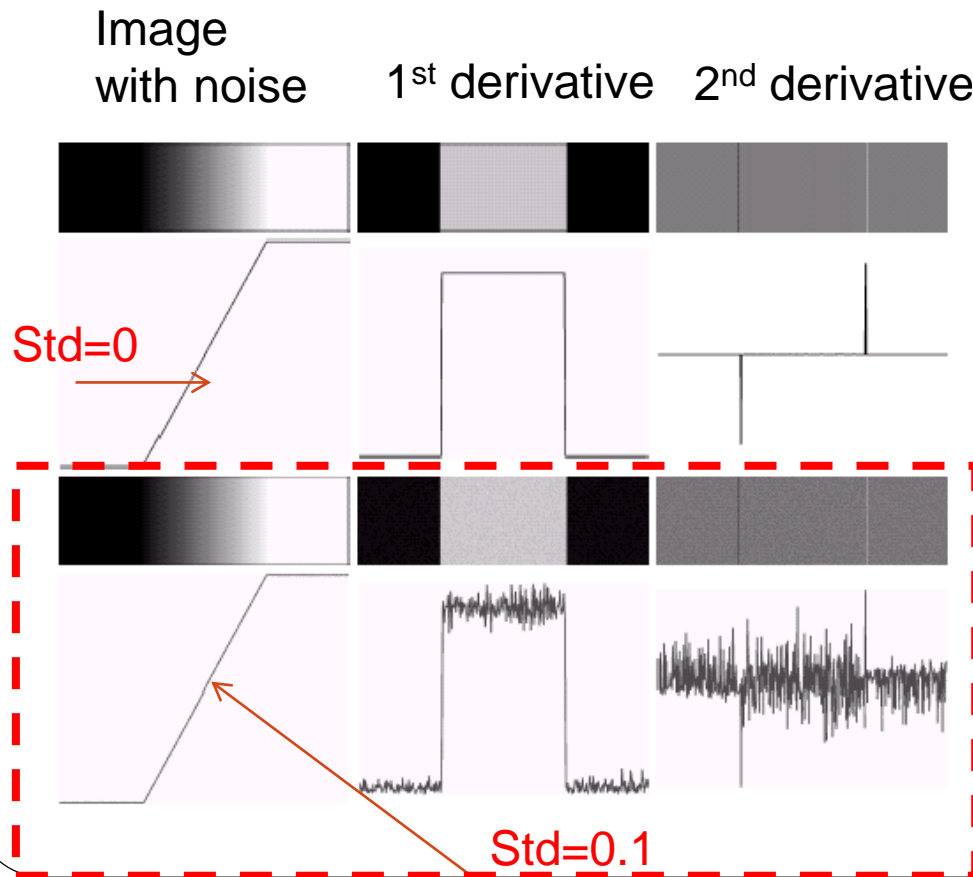 Image
with noise
1st derivative
2nd derivative
Std=0
Std=0.1